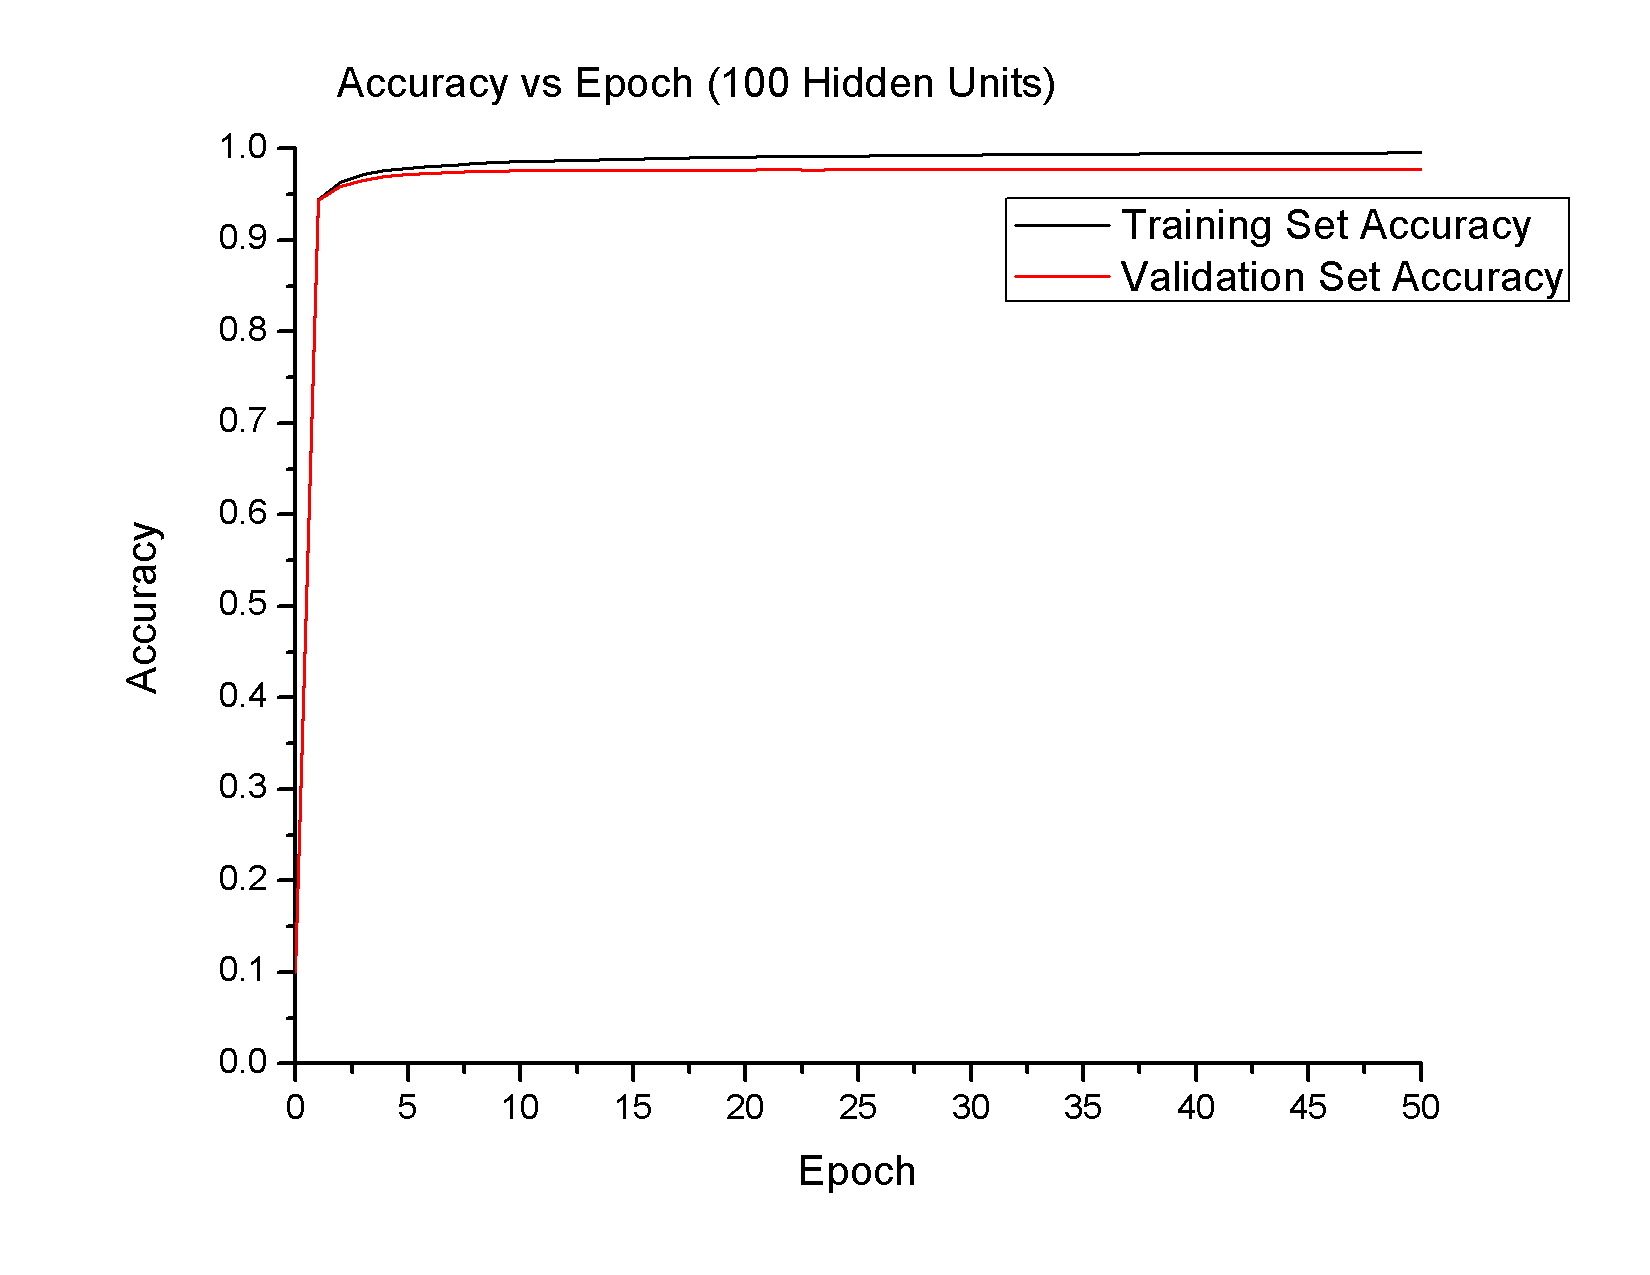 Accuracy vs Epoch (100 Hidden Units)
1.0
0.9
0.8
0.7
0.6
0.5
0.4
0.3
0.2
0.1
0.0
Accuracy
Training Set Accuracy
Validation Set Accuracy
0 5 10 15 20 25 30 35 40 45 50
Epoch